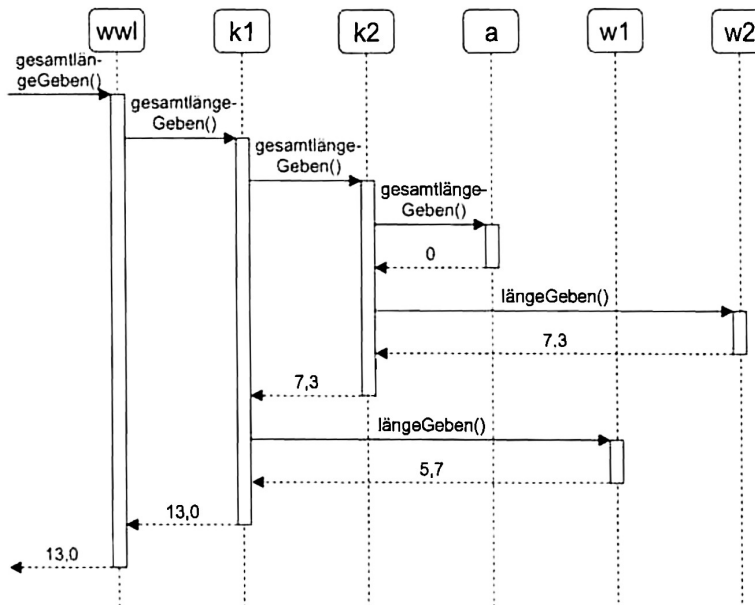 wwl k1 k2 a w1 w2
gesamtlän-
geGeben()
gesamtlänge-
Geben()
gesamtlänge-
Geben()
gesamtlänge-
Geben()
0
längeGeben()
7.3
7,3
längeGeben()
5,7
13,0
13,0